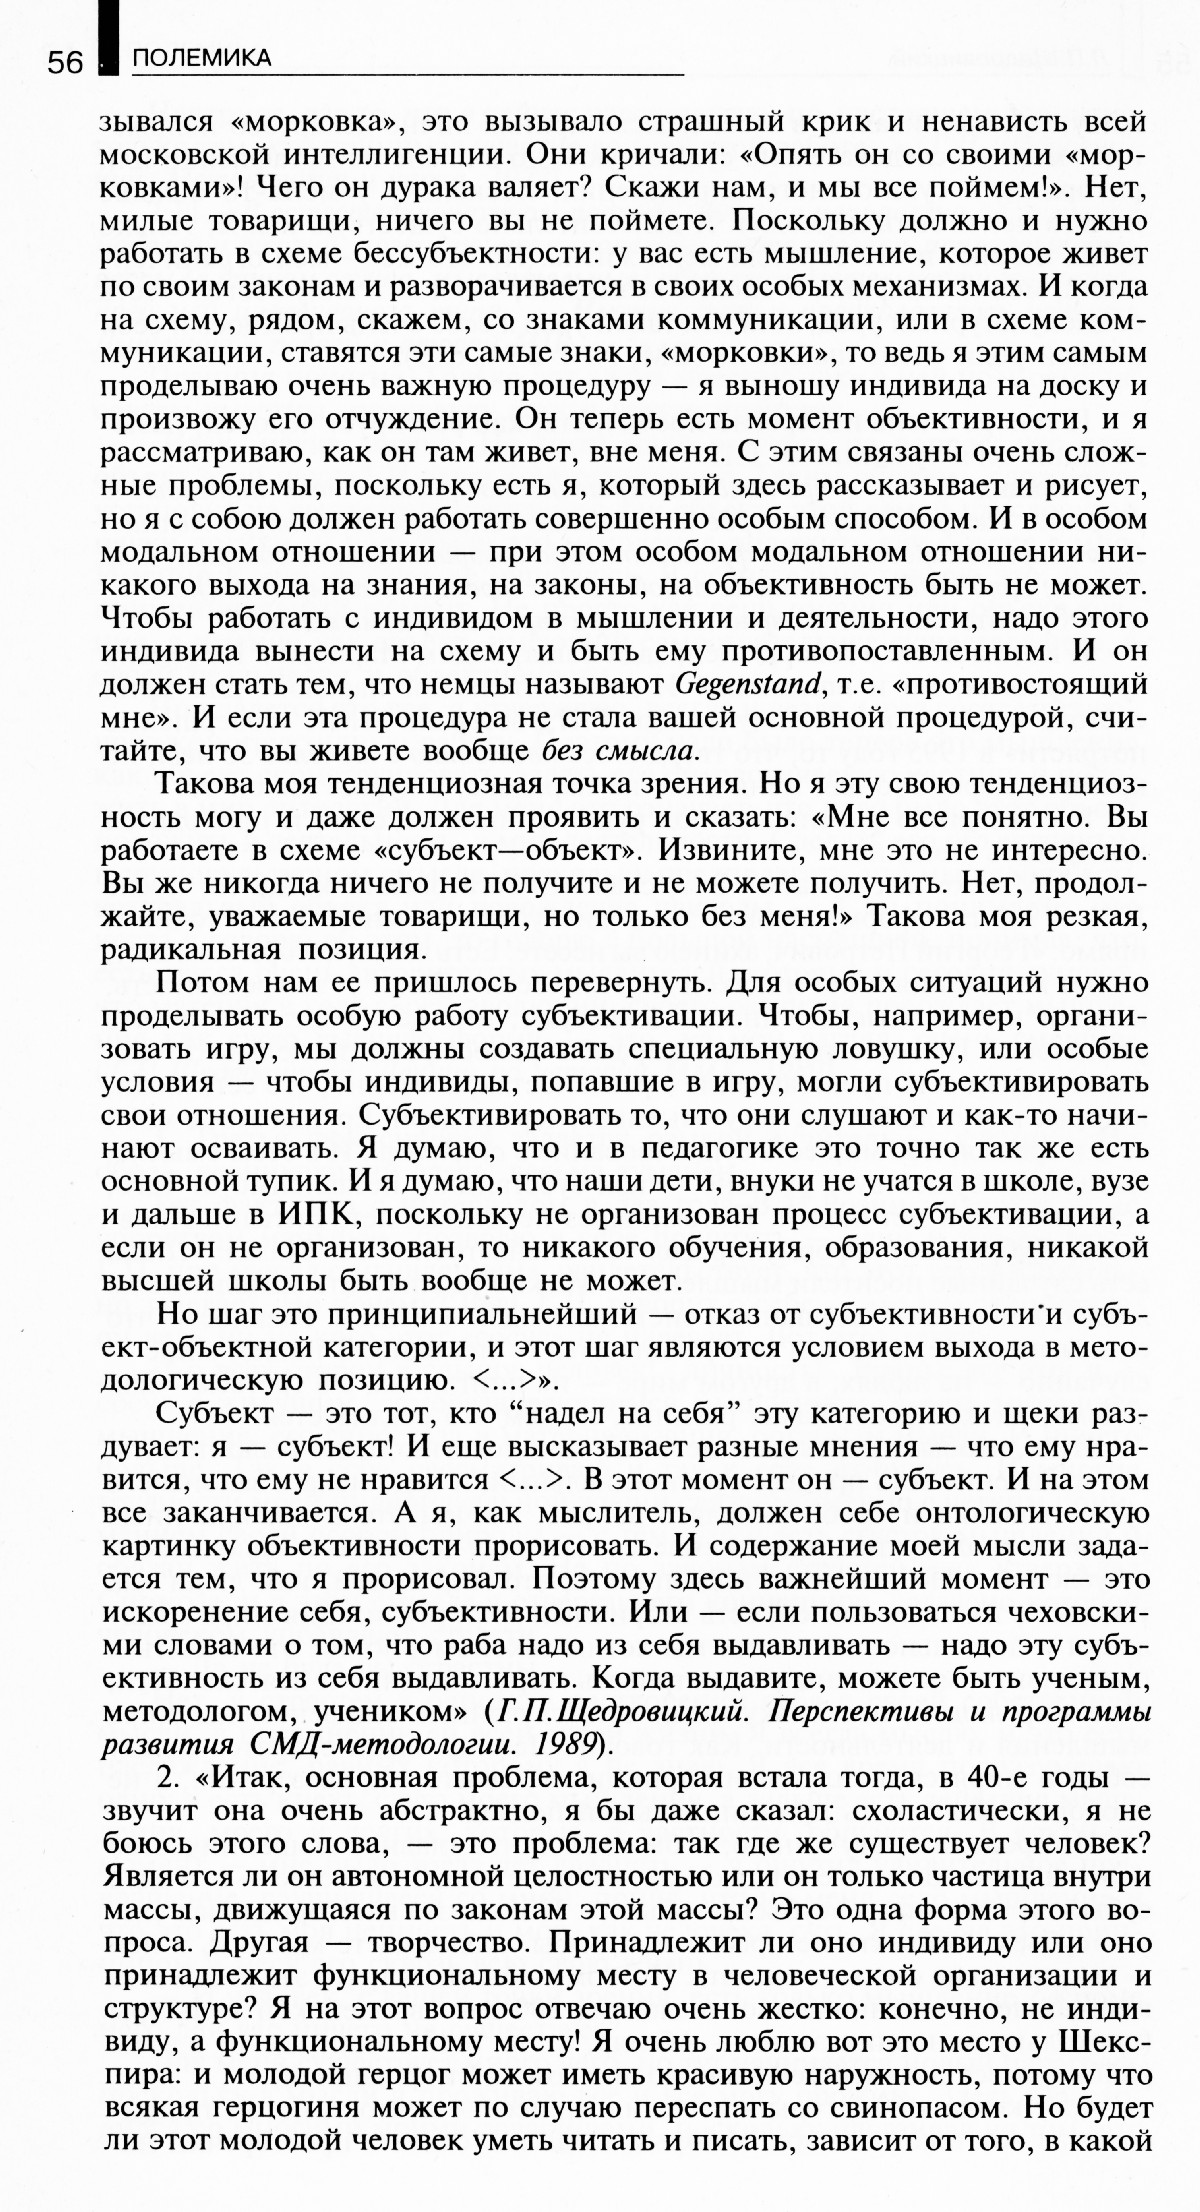 56 ПОЛЕМИКА
зывался «морковка», это вызывало страшный крик и ненависть всей
московской интеллигенции. Они кричали: «Опять он со своими «мор-
ковками»! Чего он дурака валяет? Скажи нам, и мы все поймем!». Нет,
милые товарищи, ничего вы не поймете. Поскольку должно и нужно
работать в схеме бессубъектности: у вас есть мышление, которое живет
по своим законам и разворачивается в своих особых механизмах. И когда
на схему, рядом, скажем, со знаками коммуникации, или в схеме ком-
муникации, ставятся эти самые знаки, «морковки», то ведь я этим самым
проделываю очень важную процедуру — я выношу индивида на доску и
произвожу его отчуждение. Он теперь есть момент объективности, и я
рассматриваю, как он там живет, вне меня. С этим связаны очень слож-
ные проблемы, поскольку есть я, который здесь рассказывает и рисует,
но я с собою должен работать совершенно особым способом. И в особом
модальном отношении — при этом особом модальном отношении ни-
какого выхода на знания, на законы, на объективность быть не может.
Чтобы работать с индивидом в мышлении и деятельности, надо этого
индивида вынести на схему и быть ему противопоставленным. И он
должен стать тем, что немцы называют Gegenstand, т.е. «противостоящий
мне». И если эта процедура не стала вашей основной процедурой, счи-
тайте, что вы живете вообще без смысла.
Такова моя тенденциозная точка зрения. Но я эту свою тенденциоз-
ность могу и даже должен проявить и сказать: «Мне все понятно. Вы
работаете в схеме «субъект—объект». Извините, мне это не интересно.
Вы же никогда ничего не получите и не можете получить. Нет, продол-
жайте, уважаемые товарищи, но только без меня!» Такова моя резкая,
радикальная позиция.
Потом нам ее пришлось перевернуть. Для особых ситуаций нужно
проделывать особую работу субъективации. Чтобы, например, органи-
зовать игру, мы должны создавать специальную ловушку, или особые
условия — чтобы индивиды, попавшие в игру, могли субъективировать
свои отношения. Субъективировать то, что они слушают и как-то начи-
нают осваивать. Я думаю, что и в педагогике это точно так же есть
основной тупик. И я думаю, что наши дети, внуки не учатся в школе, вузе
и дальше в ИПК, поскольку не организован процесс субъективации, а
если он не организован, то никакого обучения, образования, никакой
высшей школы быть вообще не может.
Но шаг это принципиальнейший — отказ от субъективности и субъ-
ект-объектной категории, и этот шаг являются условием выхода в мето-
дологическую позицию. <...>».
Субъект — это тот, кто “надел на себя” эту категорию и щеки раз-
дувает: я — субъект! И еще высказывает разные мнения — что ему нра-
вится, что ему не нравится <...>. В этот момент он — субъект. И на этом
все заканчивается. А я, как мыслитель, должен себе онтологическую
картинку объективности прорисовать. И содержание моей мысли зада-
ется тем, что я прорисовал. Поэтому здесь важнейший момент — это
искоренение себя, субъективности. Или — если пользоваться чеховски-
ми словами о том, что раба надо из себя выдавливать — надо эту субъ-
ективность из себя выдавливать. Когда выдавите, можете быть ученым,
методологом, учеником» (Г.П.Щедровицкий. Перспективы и программы
развития СМД-методологии. 1989).
2. «Итак, основная проблема, которая встала тогда, в 40-е годы —
звучит она очень абстрактно, я бы даже сказал: схоластически, я не
боюсь этого слова, — это проблема: так где же существует человек?
Является ли он автономной целостностью или он только частица внутри
массы, движущаяся по законам этой массы? Это одна форма этого во-
проса. Другая — творчество. Принадлежит ли оно индивиду или оно
принадлежит функциональному месту в человеческой организации и
структуре? Я на этот вопрос отвечаю очень жестко: конечно, не инди-
виду, а функциональному месту! Я очень люблю вот это место у Шекс-
пира: и молодой герцог может иметь красивую наружность, потому что
всякая герцогиня может по случаю переспать со свинопасом. Но будет
ли этот молодой человек уметь читать и писать, зависит от того, в какой